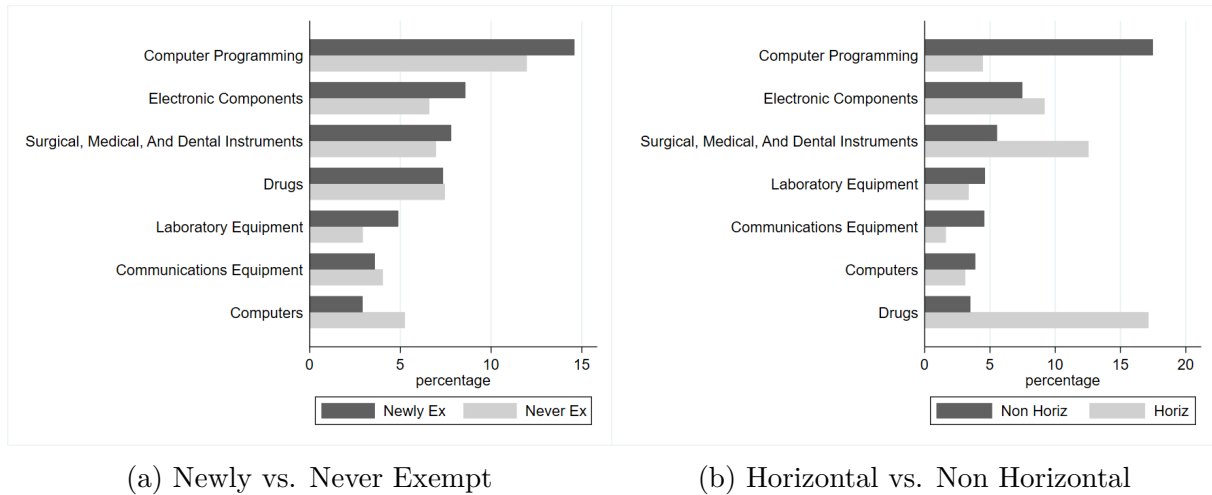 Computer Programming
Electronic Components
Surgical, Medical, And Dental Instruments
Drugs
Laboratory Equipment
Communications Equipment
Computers
0 5 10 15
percentage
Newly Ex Never Ex
(a) Newly vs. Never Exempt
Computer Programming
Electronic Components
Surgical, Medical, And Dental Instruments
Laboratory Equipment
Communications Equipment
Computers
Drugs
0 5 10 15 20
percentage
Non Horiz Horiz
(b) Horizontal vs. Non Horizontal